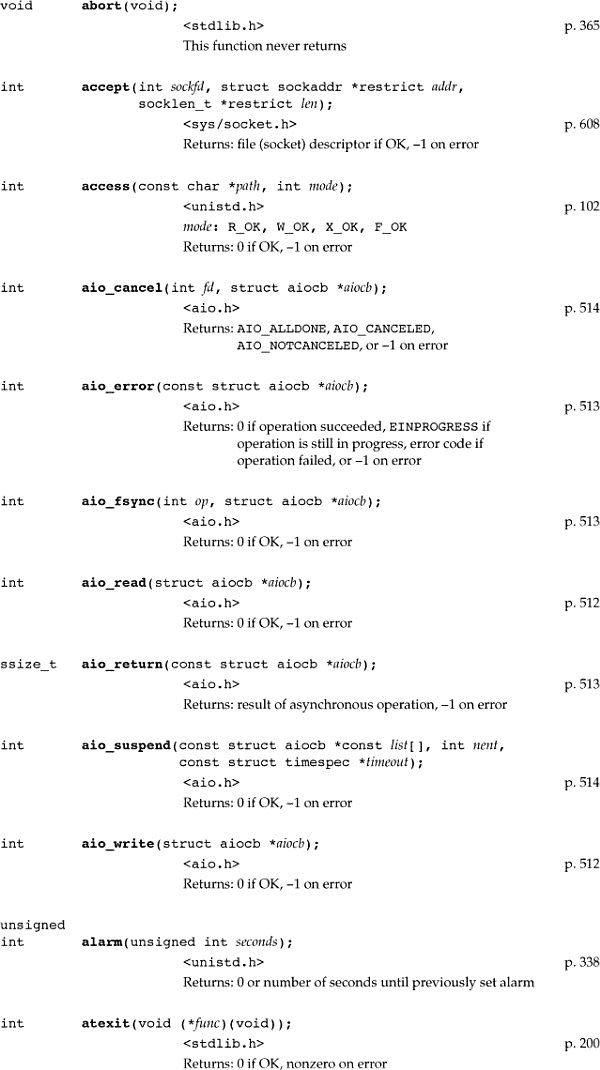 void abort(void);
<stdlib.h> p. 365
This function never returns
int accept(int sockfd, struct sockaddr *restrict addr,
socklen_t *restrict len);
<sys/socket.h> p. 608
Returns: file (socket) descriptor if OK, –1 on error
int access(const char *path, int mode);
<unistd.h> p. 102
mode: R_OK, W_OK, X_OK, F_OK
Returns: 0 if OK, –1 on error
int aio_cancel(int fd, struct aiocb *aiocb);
<aio.h> p. 514
Returns: AIO_ALLDONE, AIO_CANCELED,
AIO_NOTCANCELED, or –1 on error
int aio_error(const struct aiocb *aiocb);
<aio.h> p. 513
Returns: 0 if operation succeeded, EINPROGRESS if
operation is still in progress, error code if
operation failed, or –1 on error
int aio_fsync(int op, struct aiocb *aiocb);
<aio.h> p. 513
Returns: 0 if OK, –1 on error
int aio_read(struct aiocb *aiocb);
<aio.h> p. 512
Returns: 0 if OK, –1 on error
ssize_t aio_return(const struct aiocb *aiocb);
<aio.h> p. 513
Returns: result of asynchronous operation, –1 on error
int aio_suspend(const struct aiocb *const list[], int nent,
const struct timespec *timeout);
<aio.h> p. 514
Returns: 0 if OK, –1 on error
int aio_write(struct aiocb *aiocb);
<aio.h> p. 512
Returns: 0 if OK, –1 on error
unsigned
int alarm(unsigned int seconds);
<unistd.h> p. 338
Returns: 0 or number of seconds until previously set alarm
int atexit(void (*func)(void));
<stdlib.h> p. 200
Returns: 0 if OK, nonzero on error